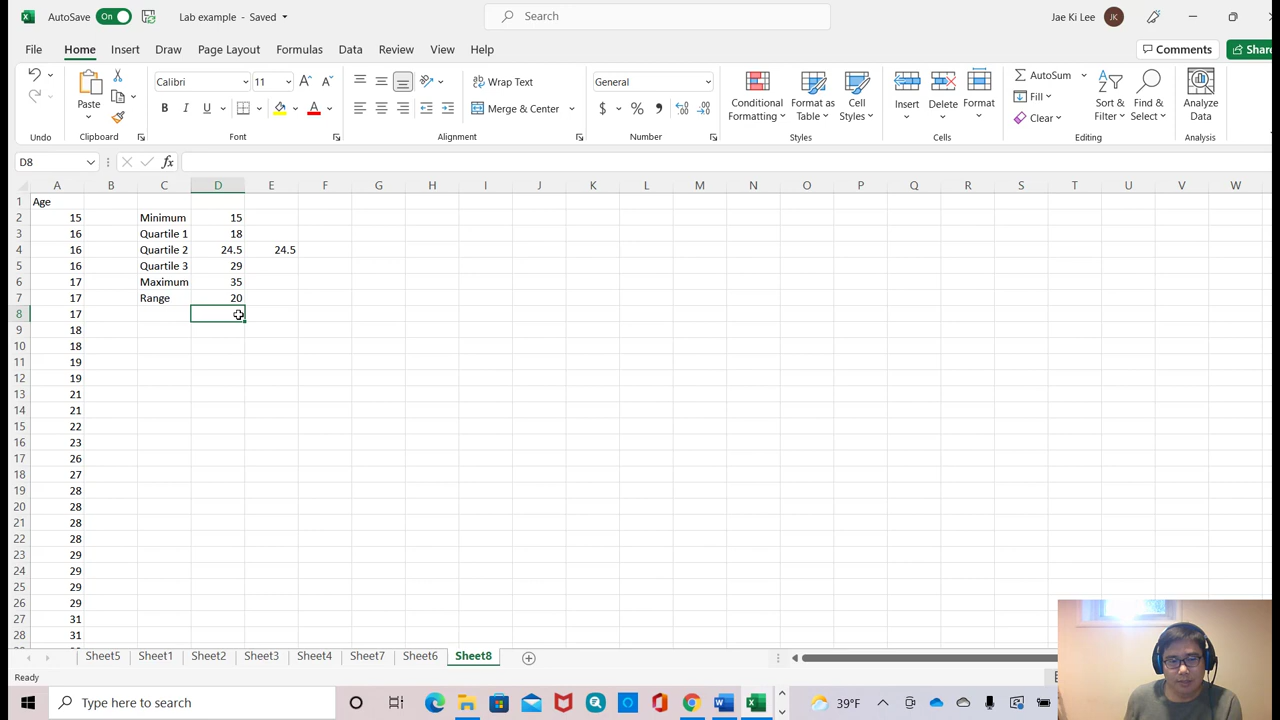 AutoSave On Lab example - Saved Search Jae Ki Lee JK
File Home Insert Draw Page Layout Formulas Data Review View Help Comments Share
Calibri 11 Wrap Text General AutoSum
Paste B I U Merge & Center $ % , Conditional Formatting Format as Table Cell Styles Insert Delete Format Fill Clear Sort & Filter Find & Select Analyze Data
Undo Clipboard Font Alignment Number Styles Cells Editing Analysis
D8 fx
A B C D E F G H I J K L M N O P Q R S T U V W
1 Age
2 15 Minimum 15
3 16 Quartile 1 18
4 16 Quartile 2 24.5 24.5
5 16 Quartile 3 29
6 17 Maximum 35
7 17 Range 20
8 17
9 18
10 18
11 19
12 19
13 21
14 21
15 22
16 23
17 26
18 27
19 28
20 28
21 28
22 28
23 29
24 29
25 29
26 29
27 31
28 31
Sheet5 Sheet1 Sheet2 Sheet3 Sheet4 Sheet7 Sheet6 Sheet8
Ready
Type here to search 39°F